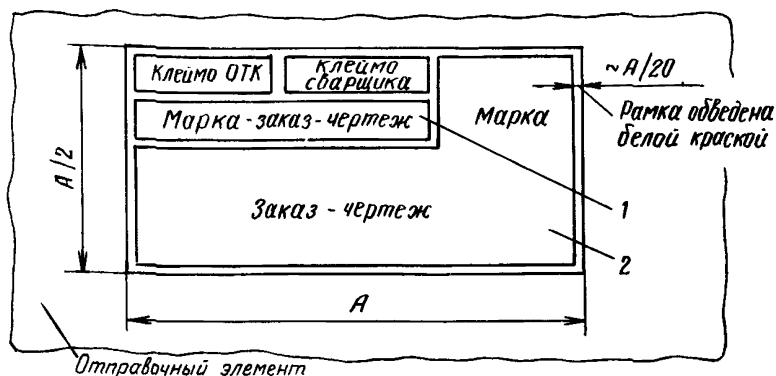 Клеймо ОТК
клеймо
сварщика
~А/20
Марка-заказ-чертеж
Марка
Рамка обведена
белой краской
А/2
Заказ-чертеж
1
2
А
Отправочный элемент